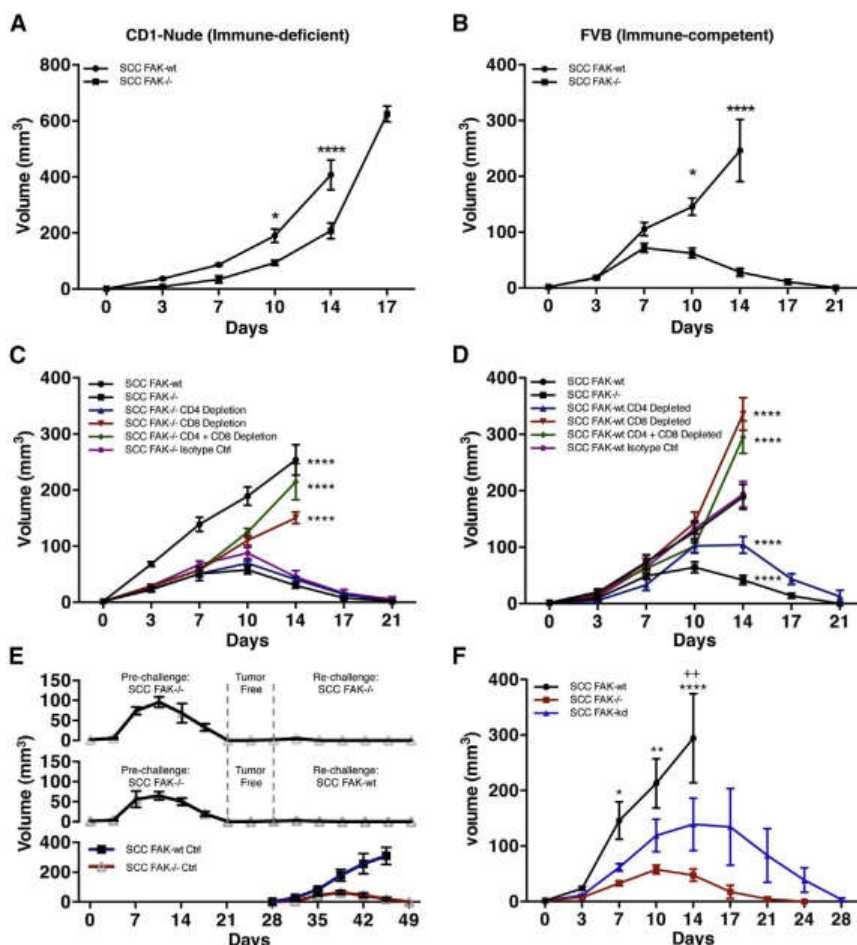 A
CD1-Nude (Immune-deficient)
SCC FAK-wt
SCC FAK-/-
Volume (mm³)
800
600
400
200
0
*
****
0 3 7 10 14 17
Days
B
FVB (Immune-competent)
SCC FAK-wt
SCC FAK-/-
Volume (mm³)
400
300
200
100
0
*
****
0 3 7 10 14 17 21
Days
C
SCC FAK-wt
SCC FAK-/-
SCC FAK-/- CD4 Depletion
SCC FAK-/- CD8 Depletion
SCC FAK-/- CD4 + CD8 Depletion
SCC FAK-/- Isotype Ctrl
Volume (mm³)
400
300
200
100
0
****
****
****
0 3 7 10 14 17 21
Days
D
SCC FAK-wt
SCC FAK-/-
SCC FAK-wt CD4 Depleted
SCC FAK-wt CD8 Depleted
SCC FAK-wt CD4 + CD8 Depleted
SCC FAK-wt Isotype Ctrl
Volume (mm³)
400
300
200
100
0
****
****
****
****
0 3 7 10 14 17 21
Days
E
Volume (mm³)
150
100
50
0
Pre-challenge:
SCC FAK-/-
Tumor
Free
Re-challenge:
SCC FAK-/-
150
100
50
0
Pre-challenge:
SCC FAK-/-
Tumor
Free
Re-challenge:
SCC FAK-wt
400
200
0
SCC FAK-wt Ctrl
SCC FAK-/- Ctrl
0 7 14 21 28 35 42 49
Days
F
SCC FAK-wt
SCC FAK-/-
SCC FAK-kd
Volume (mm³)
400
300
200
100
0
*
**
++
****
0 3 7 10 14 17 21 24 28
Days